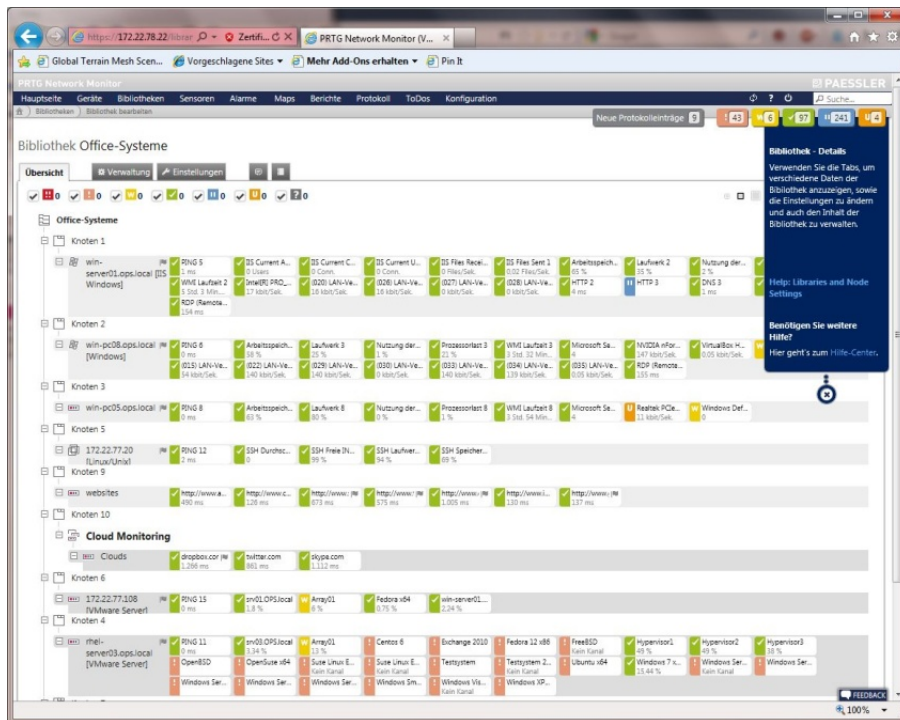 https://172.22.78.22/librar
Zertifi...
PRTG Network Monitor (V...
Global Terrain Mesh Scen...
Vorgeschlagene Sites
Mehr Add-Ons erhalten
Pin It
PRTG Network Monitor
PAESSLER
Hauptseite Geräte Bibliotheken Sensoren Alarme Maps Berichte Protokoll ToDos Konfiguration
Suche...
Bibliotheken Bibliothek bearbeiten
Neue Protokolleinträge 9
! 43 W 6 97 241 U 4
Bibliothek Office-Systeme
Übersicht Verwaltung Einstellungen
0 0 0 0 0 0 0
Bibliothek - Details
Verwenden Sie die Tabs, um
verschiedene Daten der
Bibliothek anzuzeigen, sowie
die Einstellungen zu ändern
und auch den Inhalt der
Bibliothek zu verwalten.
Help: Libraries and Node
Settings
Benötigen Sie weitere
Hilfe?
Hier geht's zum Hilfe-Center.
Office-Systeme
Knoten 1
win-
server01.ops.local [IIS
Windows]
PING 5 IIS Current A... IIS Current C... IIS Current U... IIS Files Recei... IIS Files Sent 1 Arbeitsspeich... Laufwerk 2 Nutzung der...
1 ms 0 Users 0 Conn. 0 Conn. 0 Files/Sek. 0.02 Files/Sek. 65 % 35 % 2 %
WMI Laufzeit 2 Intel[R] PRO_... (020) LAN-Ve... (026) LAN-Ve... (027) LAN-Ve... (028) LAN-Ve... HTTP 2 HTTP 3 DNS 3
5 Std. 3 Min... 17 kbit/Sek. 18 kbit/Sek. 18 kbit/Sek. 0 kbit/Sek. 0 kbit/Sek. 4 ms 1 ms
RDP (Remote...
154 ms
Knoten 2
win-pc08.ops.local
[Windows]
PING 6 Arbeitsspeich... Laufwerk 3 Nutzung der... Prozessorlast 3 WMI Laufzeit 3 Microsoft Se... NVIDIA nFor... VirtualBox H...
0 ms 58 % 25 % 1 % 21 % 3 Std. 32 Min... 4 147 kbit/Sek. 0.05 kbit/Sek.
(015) LAN-Ve... (022) LAN-Ve... (029) LAN-Ve... (030) LAN-Ve... (033) LAN-Ve... (034) LAN-Ve... (035) LAN-Ve... RDP (Remote...
54 kbit/Sek. 140 kbit/Sek. 140 kbit/Sek. 0 kbit/Sek. 140 kbit/Sek. 139 kbit/Sek. 0.05 kbit/Sek. 155 ms
Knoten 3
win-pc05.ops.local
PING 8 Arbeitsspeich... Laufwerk 8 Nutzung der... Prozessorlast 8 WMI Laufzeit 8 Microsoft Se... Realtek PCIe... Windows Def...
0 ms 63 % 80 % 0 % 1 % 3 Std. 54 Min... 4 11 kbit/Sek. 0
Knoten 5
172.22.77.20
[Linux/Unix]
PING 12 SSH Durchsc... SSH Freie IN... SSH Laufwer... SSH Speicher...
2 ms 0 99 % 94 % 69 %
Knoten 9
websites
http://www.a... http://www.c... http://www.: http://www.: http://www.: http://www.i... http://www.:
490 ms 126 ms 673 ms 575 ms 1.005 ms 130 ms 137 ms
Knoten 10
Cloud Monitoring
Clouds
dropbox.cor twitter.com skype.com
1.266 ms 861 ms 1.112 ms
Knoten 6
172.22.77.108
[VMware Server]
PING 15 srv01.OPS.local Array01 Fedora x64 win-server01...
0 ms 1.8 % 6 % 0.75 % 2.24 %
Knoten 4
rhel-
server03.ops.local
[VMware Server]
PING 11 srv03.OPS.local Array01 Centos 6 Exchange 2010 Fedora 12 x86 FreeBSD Hypervisor1 Hypervisor2 Hypervisor3
0 ms 3.34 % 13 % Kein Kanal 49 % 49 % 38 %
OpenBSD OpenSuse x64 Suse Linux E... Suse Linux E... Testsystem Testsystem 2... Ubuntu x64 Windows 7 x... Windows Ser... Windows Ser...
Kein Kanal Kein Kanal Kein Kanal 15.44 % Kein Kanal
Windows Ser... Windows Ser... Windows Ser... Windows Sm... Windows Vis... Windows XP...
Kein Kanal
FEEDBACK
100%